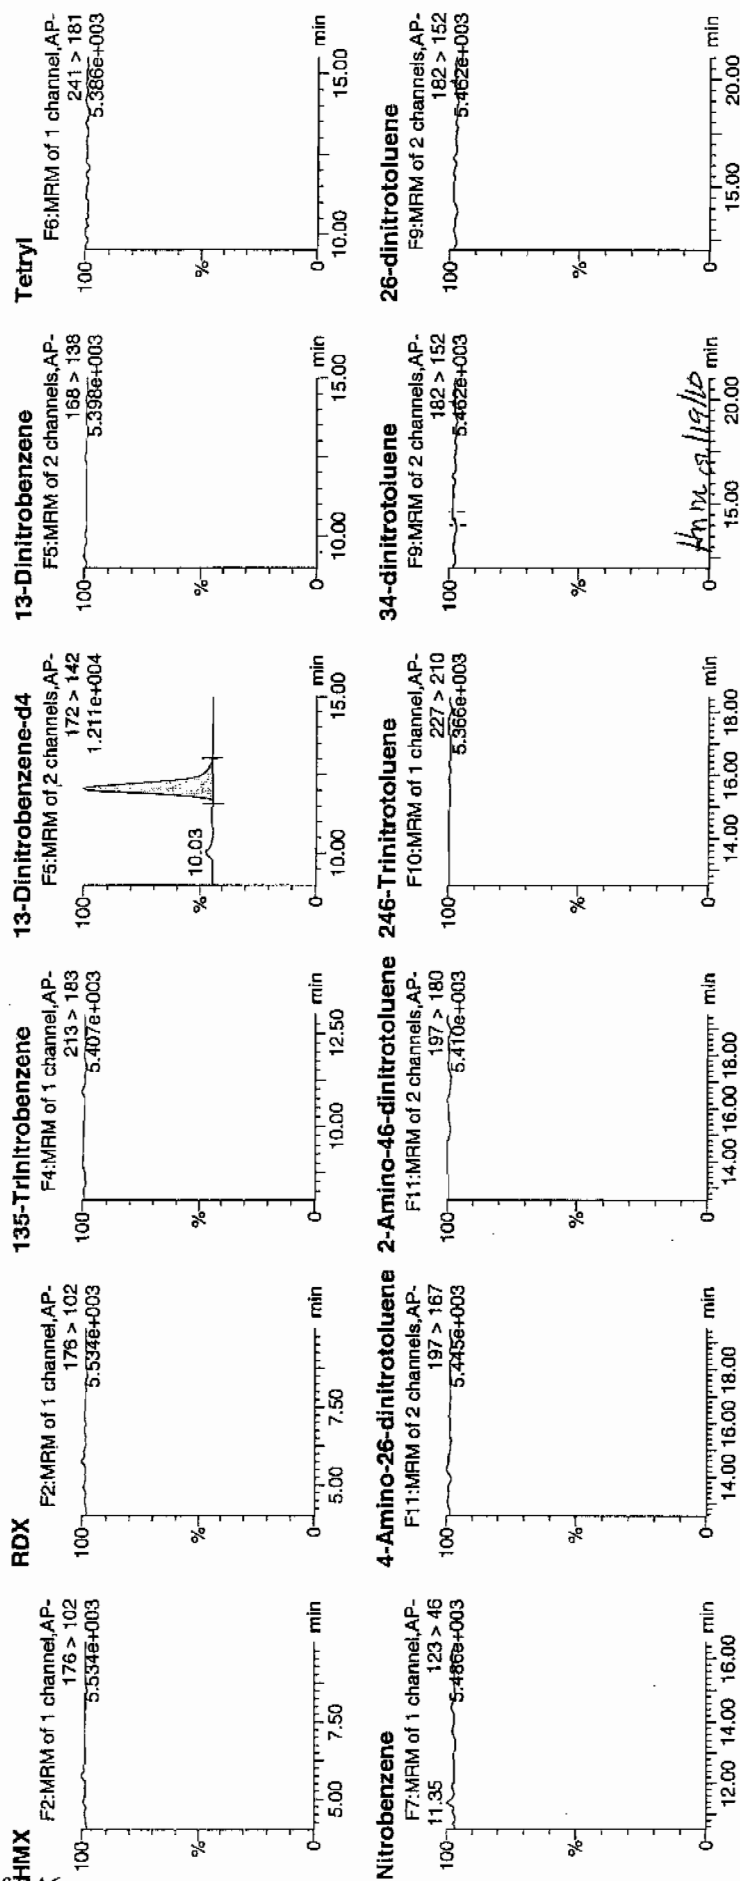 HMX
F2:MRM of 1 channel,AP-
176 > 102
5.534e+003
100
%
0
5.00
7.50
min
RDX
F2:MRM of 1 channel,AP-
176 > 102
5.534e+003
100
%
0
5.00
7.50
min
135-Trinitrobenzene
F4:MRM of 1 channel,AP-
213 > 183
5.407e+003
100
%
0
10.00
12.50
min
13-Dinitrobenzene-d4
F5:MRM of 2 channels,AP-
172 > 142
1.211e+004
100
%
10.03
0
10.00
15.00
min
13-Dinitrobenzene
F5:MRM of 2 channels,AP-
168 > 138
5.398e+003
100
%
0
10.00
15.00
min
Tetryl
F6:MRM of 1 channel,AP-
241 > 181
5.386e+003
100
%
0
10.00
15.00
min
Nitrobenzene
F7:MRM of 1 channel,AP-
123 > 46
5.486e+003
100
11.35
%
0
12.00
14.00
16.00
min
4-Amino-26-dinitrotoluene
F11:MRM of 2 channels,AP-
197 > 167
5.445e+003
100
%
0
14.00
16.00
18.00
min
2-Amino-46-dinitrotoluene
F11:MRM of 2 channels,AP-
197 > 180
5.410e+003
100
%
0
14.00
16.00
18.00
min
246-Trinitrotoluene
F10:MRM of 1 channel,AP-
227 > 210
5.366e+003
100
%
0
14.00
16.00
18.00
min
34-dinitrotoluene
F9:MRM of 2 channels,AP-
182 > 152
5.462e+003
100
%
0
15.00
20.00
min
26-dinitrotoluene
F9:MRM of 2 channels,AP-
182 > 152
5.462e+003
100
%
0
15.00
20.00
min